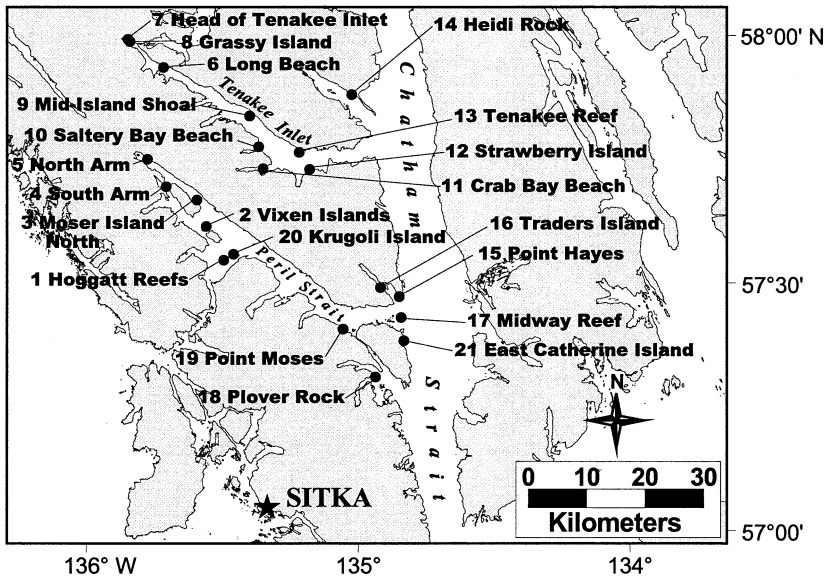 7 Head of Tenakee Inlet
14 Heidi Rock
58°00' N
8 Grassy Island
6 Long Beach
Chatham
Tenakee Inlet
9 Mid-Island Shoal
13 Tenakee Reef
10 Saltery Bay Beach
12 Strawberry Island
5 North Arm
11 Crab Bay Beach
4 South Arm
3 Moser Island
North
2 Vixen Islands
16 Traders Island
20 Krugoli Island
15 Point Hayes
Peril Strait
1 Hoggatt Reefs
57°30'
17 Midway Reef
19 Point Moses
21 East Catherine Island
18 Plover Rock
Strait
N
0 10 20 30
Kilometers
SITKA
57°00'
136° W
135°
134°